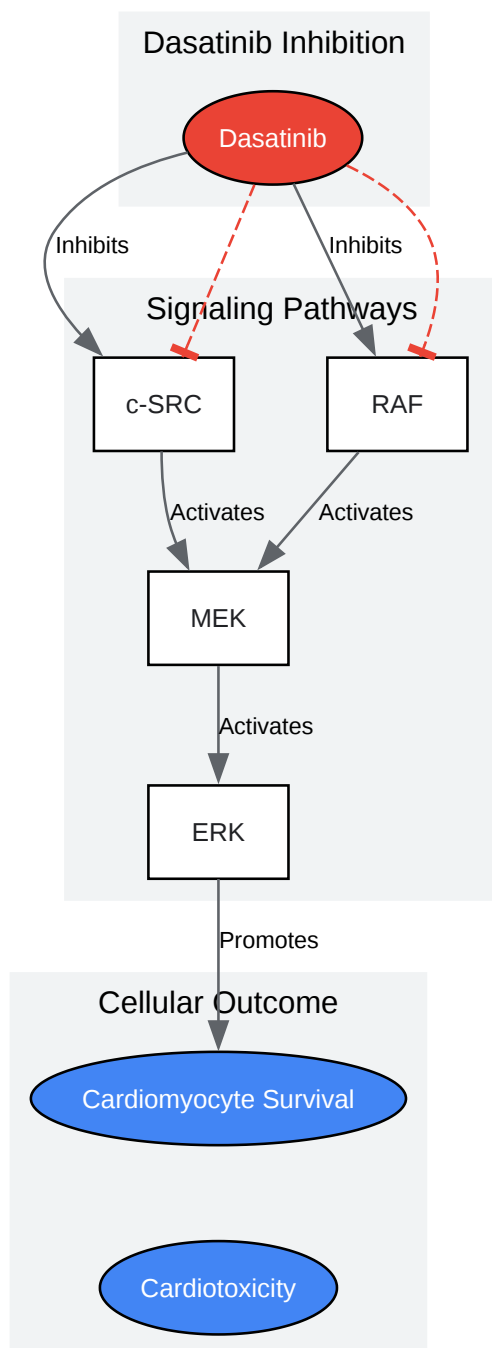 Dasatinib Inhibition
Dasatinib
Inhibits
Inhibits
Signaling Pathways
c-SRC
RAF
Activates
Activates
MEK
Activates
ERK
Promotes
Cellular Outcome
Cardiomyocyte Survival
Cardiotoxicity